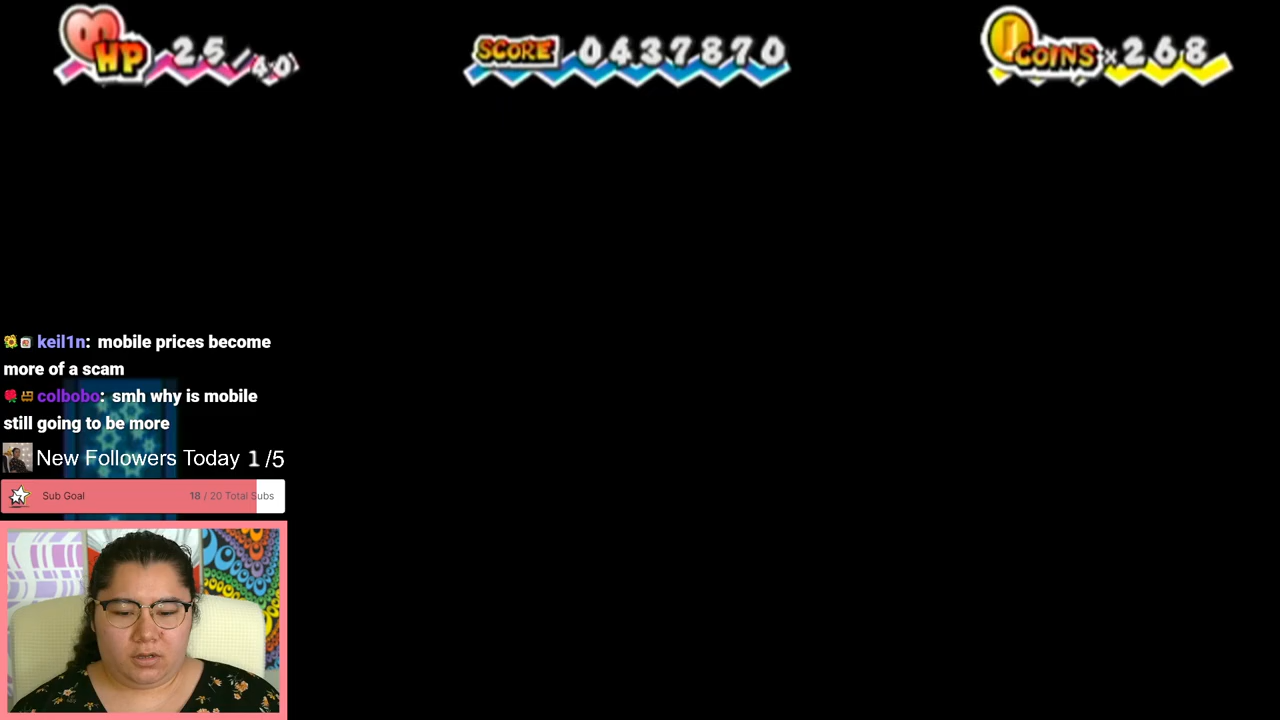 HP 25/40
SCORE 0437870
COINS ×268
keil1n: mobile prices become
more of a scam
colbobo: smh why is mobile
still going to be more
New Followers Today 1/5
Sub Goal 18 / 20 Total Subs